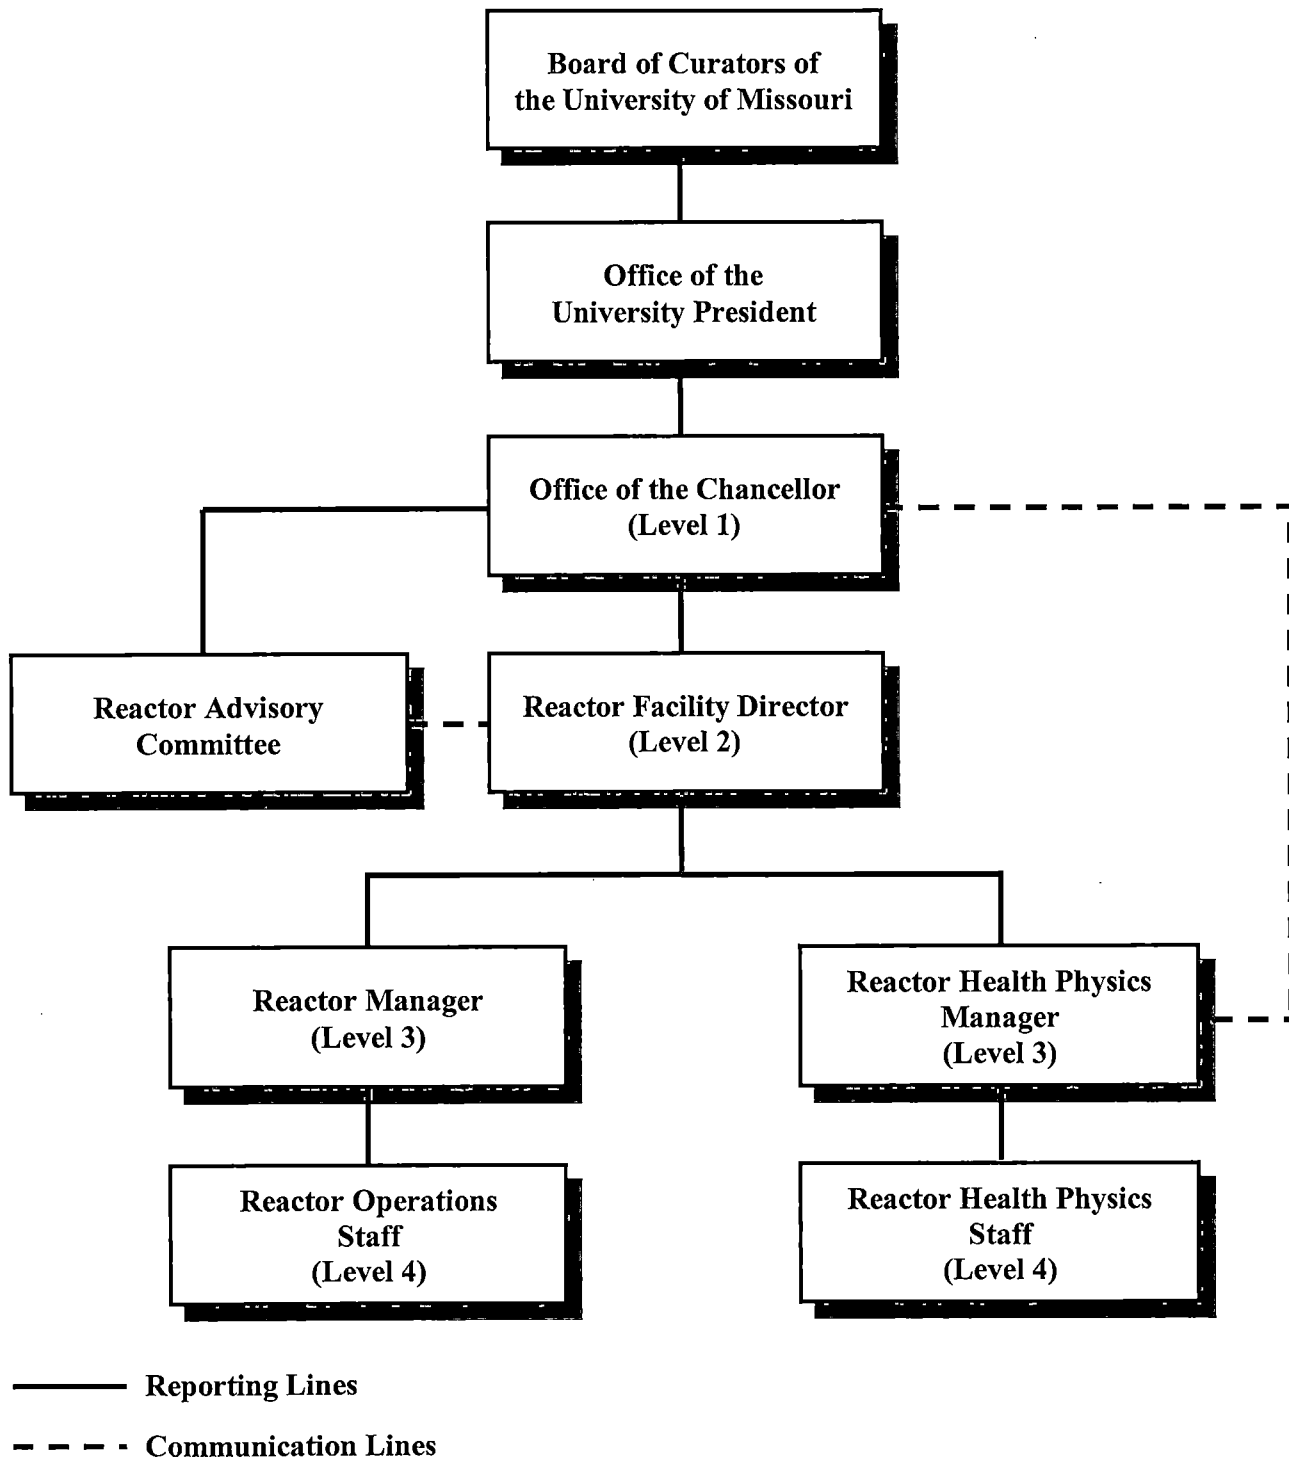 Board of Curators of
the University of Missouri
Office of the
University President
Office of the Chancellor
(Level 1)
Reactor Advisory
Committee
Reactor Facility Director
(Level 2)
Reactor Manager
(Level 3)
Reactor Health Physics
Manager
(Level 3)
Reactor Operations
Staff
(Level 4)
Reactor Health Physics
Staff
(Level 4)
Reporting Lines
Communication Lines